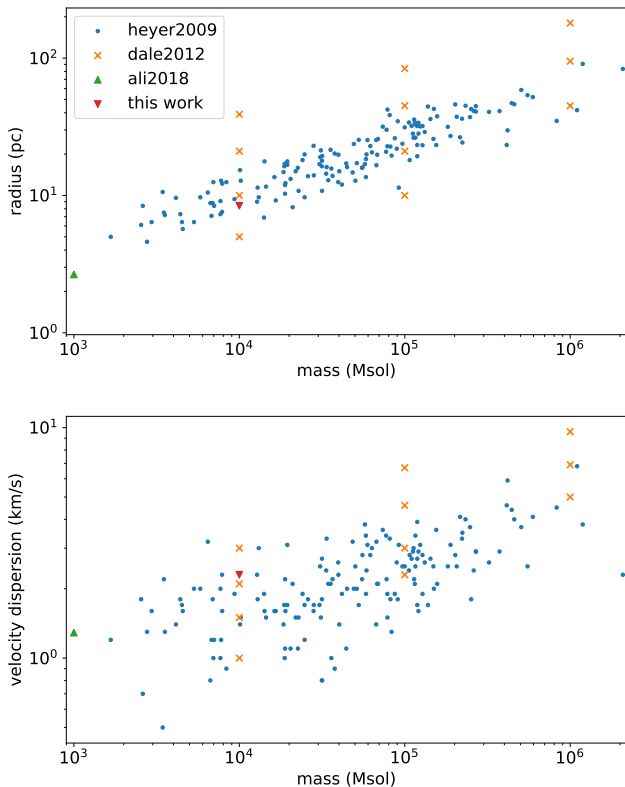 heyer2009
dale2012
ali2018
this work
10²
10¹
10⁰
radius (pc)
10³ 10⁴ 10⁵ 10⁶
mass (Msol)
10¹
10⁰
velocity dispersion (km/s)
10³ 10⁴ 10⁵ 10⁶
mass (Msol)